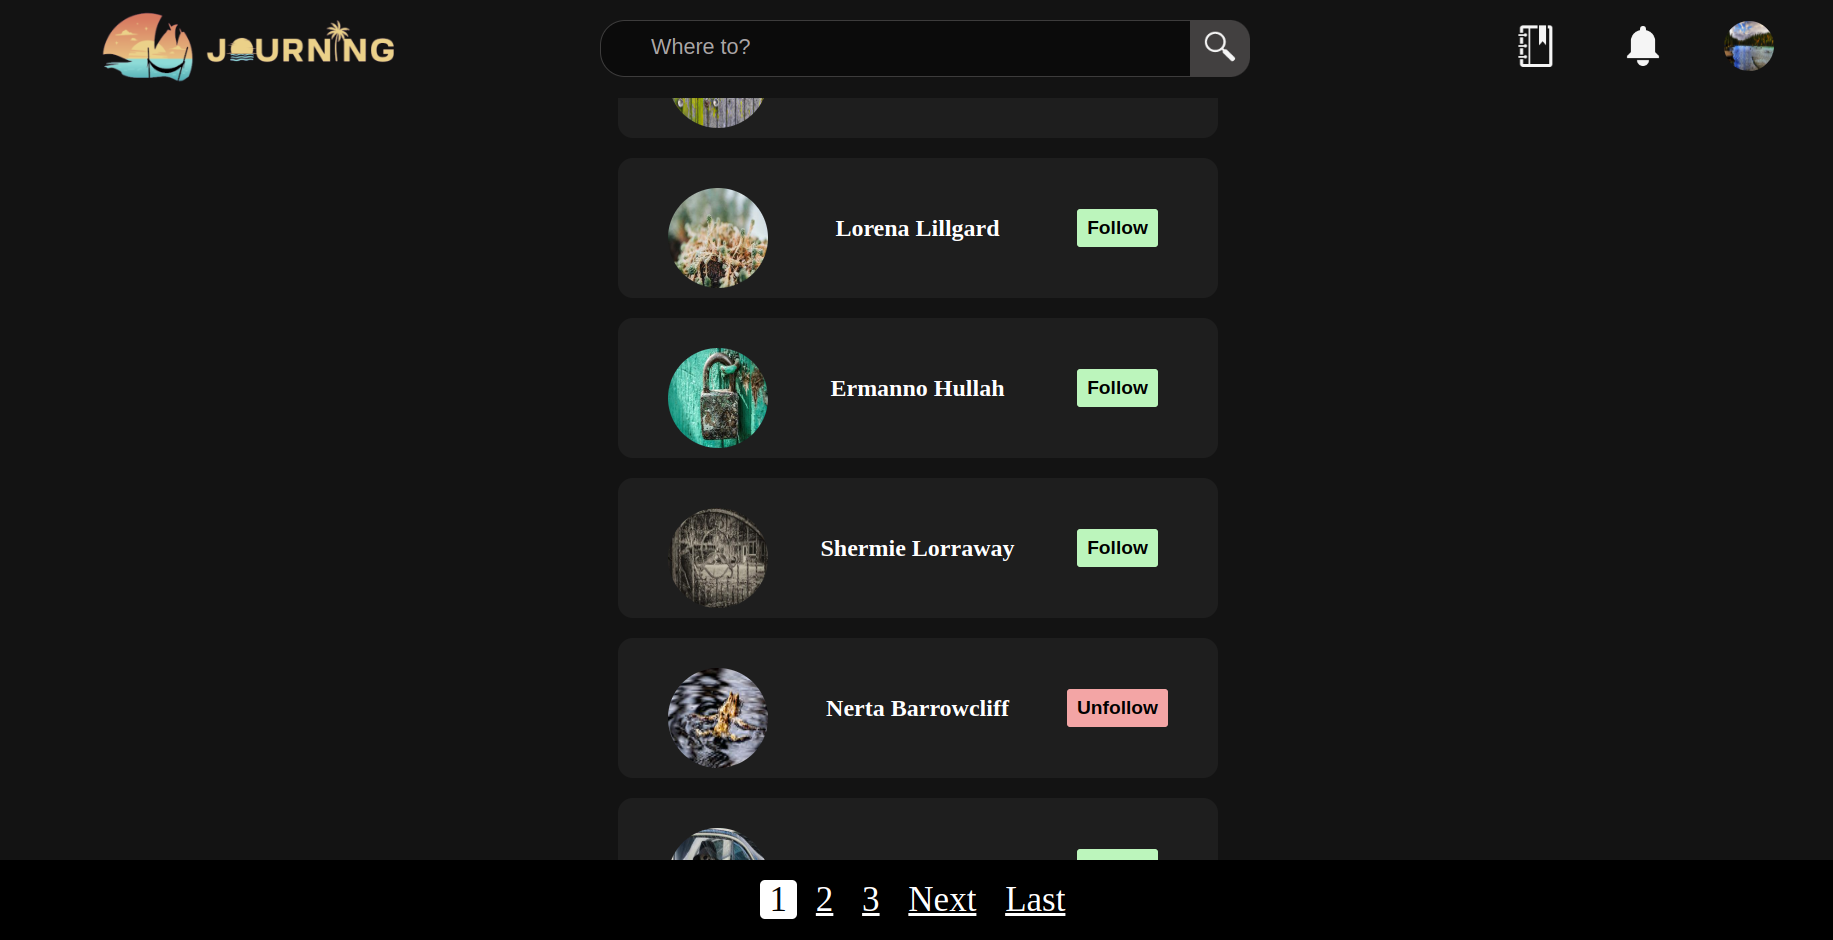 JOURNING
Where to?
Lorena Lillgard
Follow
Ermanno Hullah
Follow
Shermie Lorraway
Follow
Nerta Barrowcliff
Unfollow
1 2 3 Next Last